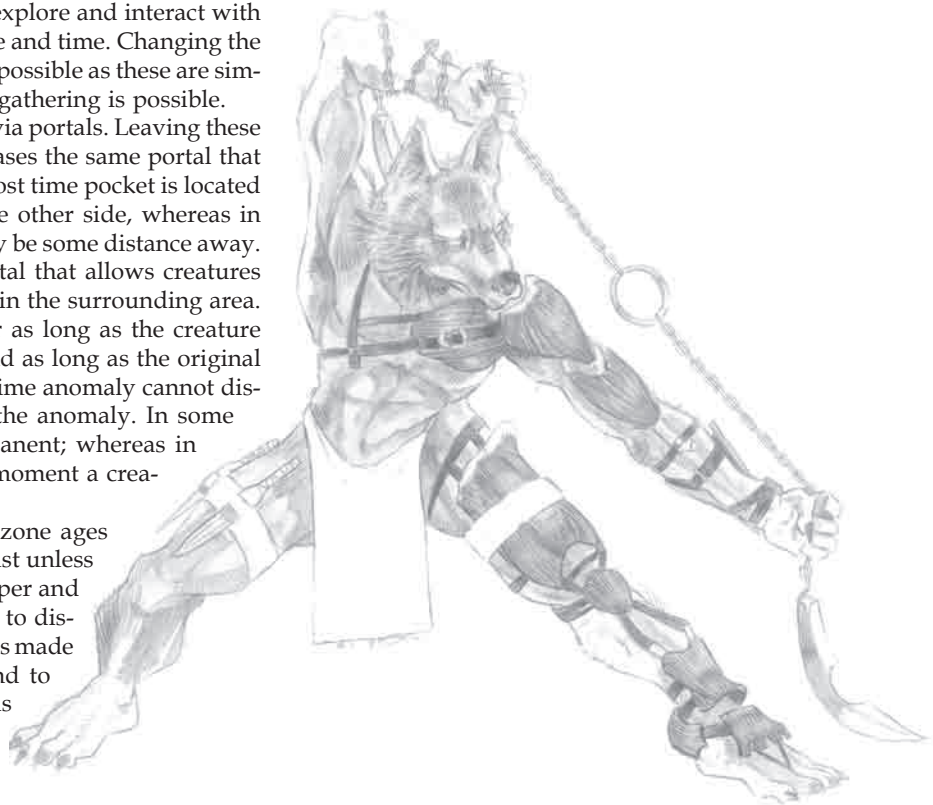 explore and interact with
e and time. Changing the
possible as these are sim-
gathering is possible.
via portals. Leaving these
ases the same portal that
ost time pocket is located
e other side, whereas in
y be some distance away.
tal that allows creatures
in the surrounding area.
r as long as the creature
d as long as the original
ime anomaly cannot dis-
the anomaly. In some
anent; whereas in
moment a crea-
zone ages
st unless
per and
to dis-
s made
nd to
s